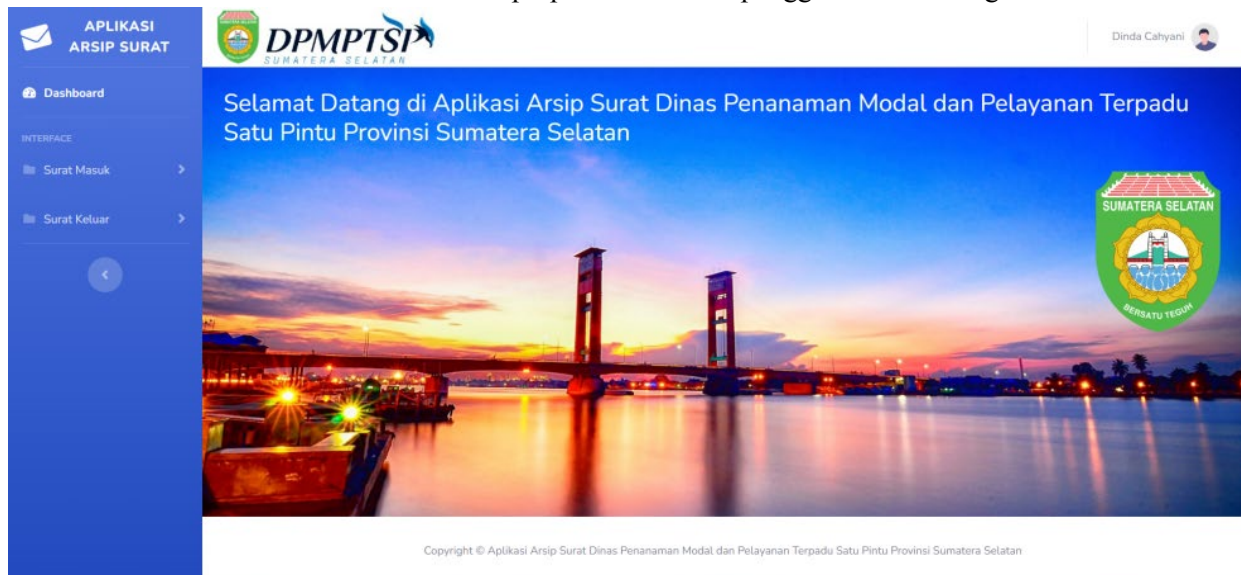 APLIKASI
ARSIP SURAT
DPMPTSP
SUMATERA SELATAN
Dinda Cahyani
Dashboard
INTERFACE
Surat Masuk
Surat Keluar
Selamat Datang di Aplikasi Arsip Surat Dinas Penanaman Modal dan Pelayanan Terpadu
Satu Pintu Provinsi Sumatera Selatan
SUMATERA SELATAN
BERSATU TEGUH
Copyright © Aplikasi Arsip Surat Dinas Penanaman Modal dan Pelayanan Terpadu Satu Pintu Provinsi Sumatera Selatan